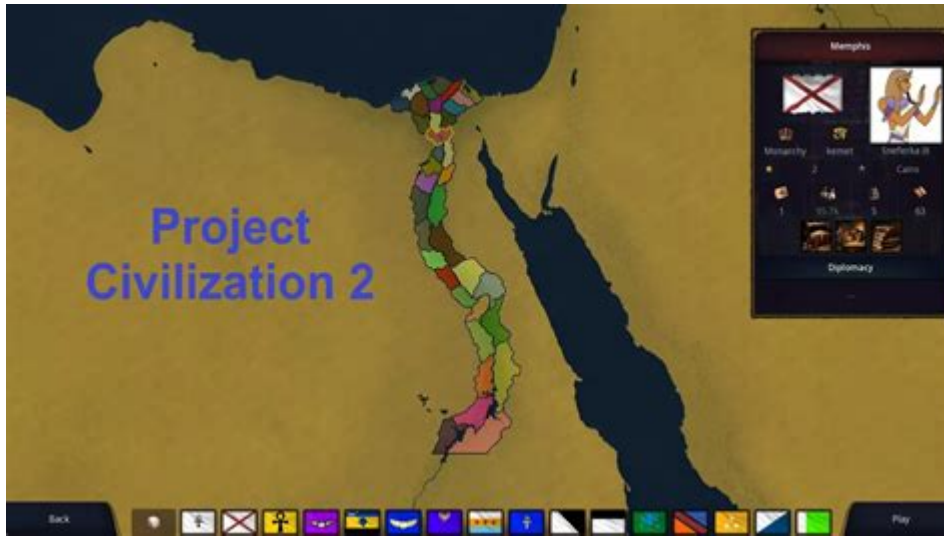 Memphis
Monarchy
kemet
Sneferka III
2
Cairo
1
5
63
Project
Civilization 2
Diplomacy
Back
Play